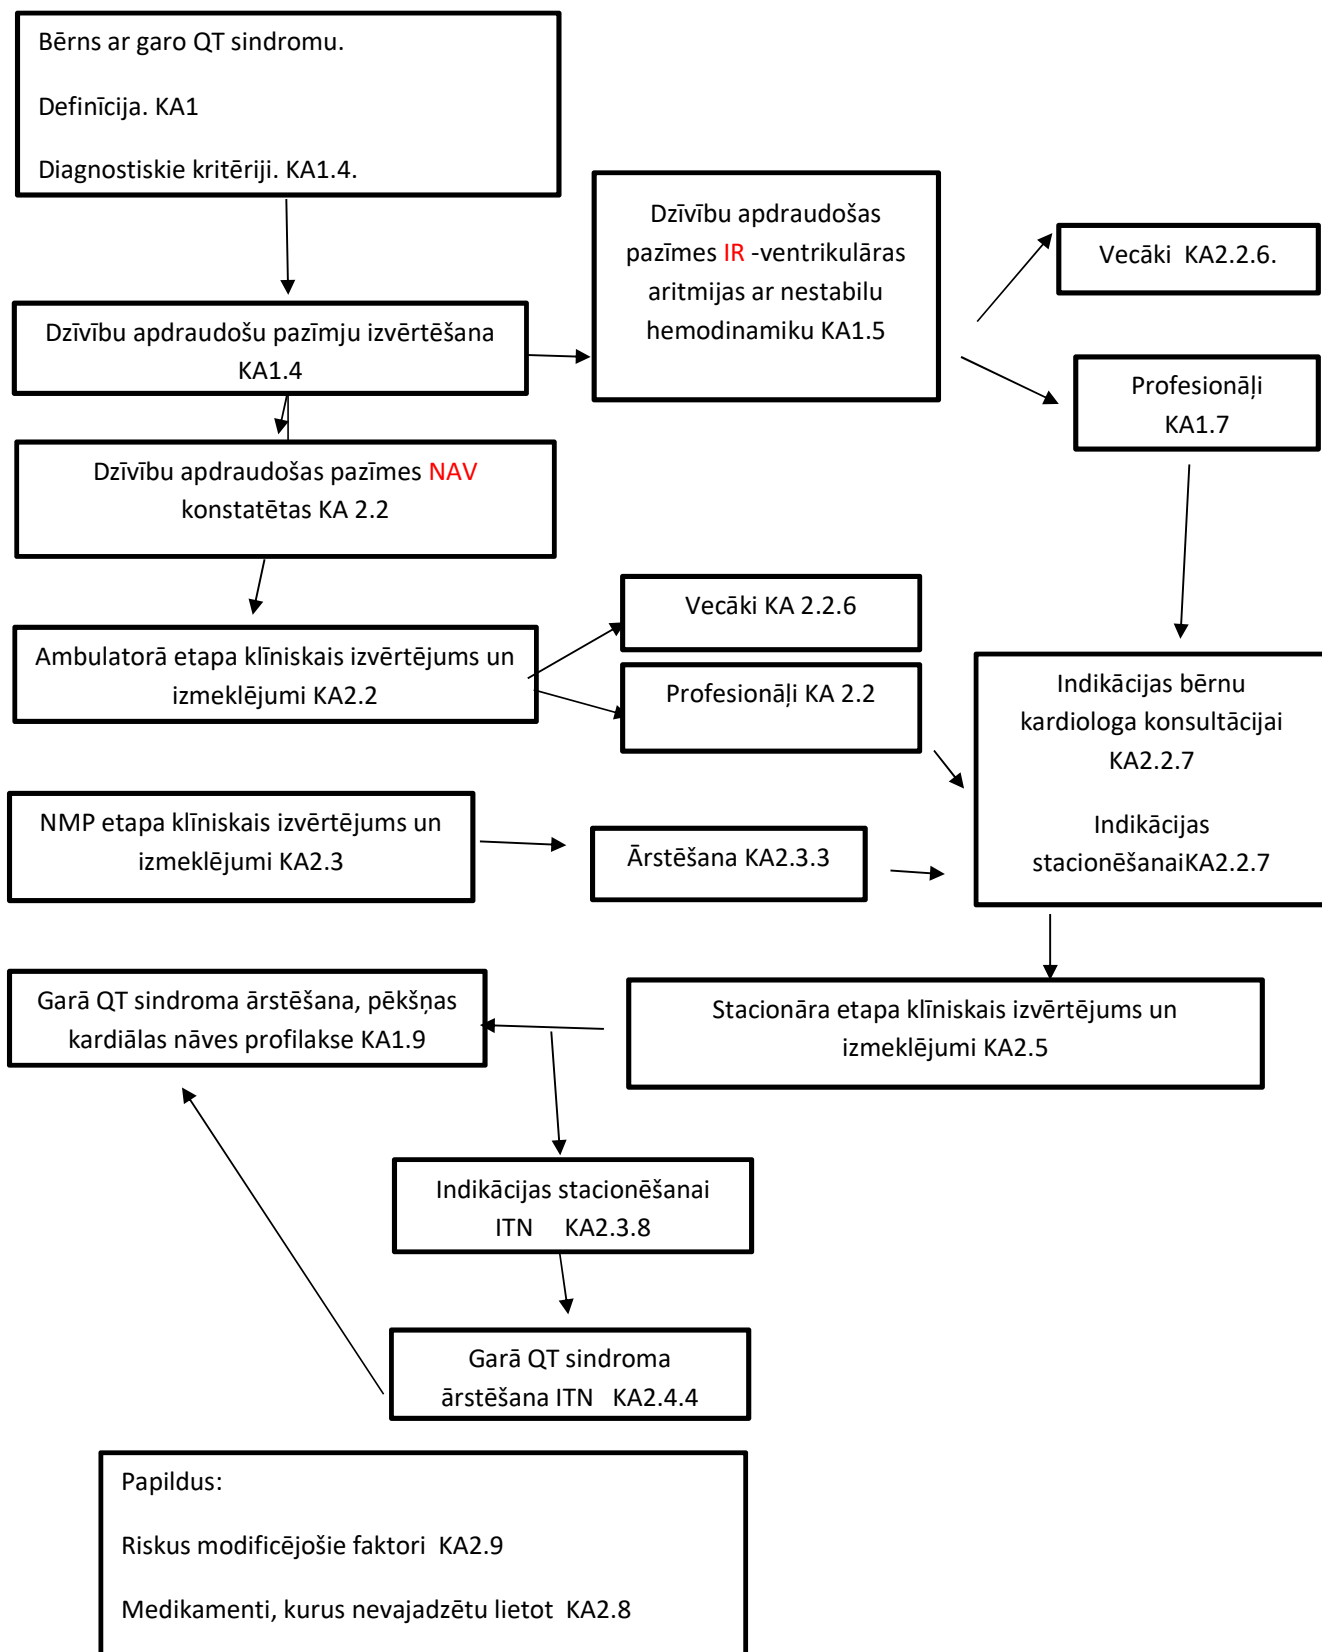 Bērns ar garo QT sindromu.
Definīcija. KA1
Diagnostiskie kritēriji. KA1.4.
Dzīvību apdraudošas
pazīmes IR -ventrikulāras
aritmijas ar nestabilu
hemodinamiku KA1.5
Vecāki KA2.2.6.
Dzīvību apdraudošu pazīmju izvērtēšana
KA1.4
Profesionāļi
KA1.7
Dzīvību apdraudošas pazīmes NAV
konstatētas KA 2.2
Vecāki KA 2.2.6
Ambulatorā etapa klīniskais izvērtējums un
izmeklējumi KA2.2
Profesionāļi KA 2.2
Indikācijas bērnu
kardiologa konsultācijai
KA2.2.7
Indikācijas
stacionēšanaiKA2.2.7
NMP etapa klīniskais izvērtējums un
izmeklējumi KA2.3
Ārstēšana KA2.3.3
Garā QT sindroma ārstēšana, pēkšņas
kardiālas nāves profilakse KA1.9
Stacionāra etapa klīniskais izvērtējums un
izmeklējumi KA2.5
Indikācijas stacionēšanai
ITN KA2.3.8
Garā QT sindroma
ārstēšana ITN KA2.4.4
Papildus:
Riskus modificējošie faktori KA2.9
Medikamenti, kurus nevajadzētu lietot KA2.8